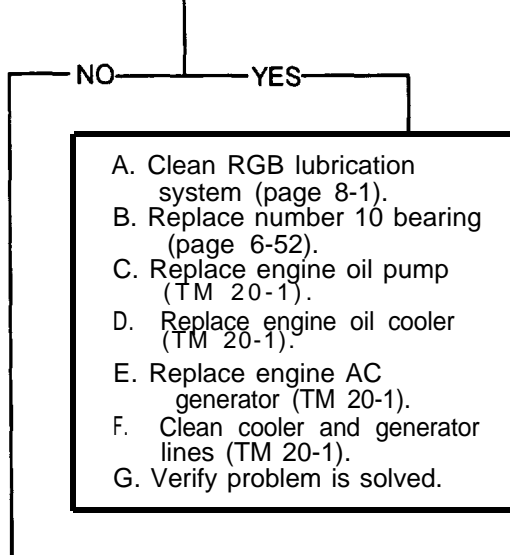 NO YES
A. Clean RGB lubrication
system (page 8-1).
B. Replace number 10 bearing
(page 6-52).
C. Replace engine oil pump
(TM 20-1).
D. Replace engine oil cooler
(TM 20-1).
E. Replace engine AC
generator (TM 20-1).
F. Clean cooler and generator
lines (TM 20-1).
G. Verify problem is solved.